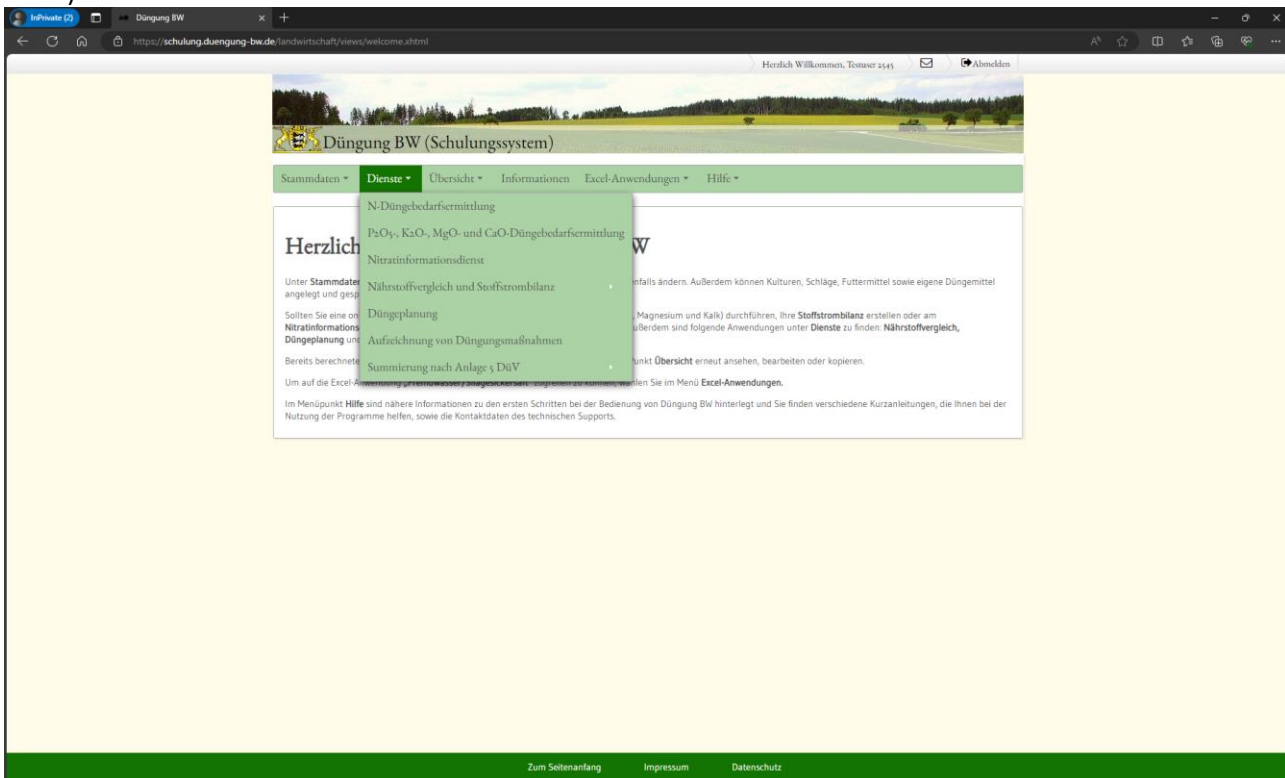 InPrivate (2)
Düngung BW
https://schulung.duengung-bw.de/landwirtschaft/views/welcome.xhtml
Herzlich Willkommen, Testuser 2545
Abmelden
Düngung BW (Schulungssystem)
Stammdaten
Dienste
Übersicht
Informationen
Excel-Anwendungen
Hilfe
N-Düngebedarfsermittlung
P2O5-, K2O-, MgO- und CaO-Düngebedarfsermittlung
Nitratinformationsdienst
Nährstoffvergleich und Stoffstrombilanz
Düngeplanung
Aufzeichnung von Düngungsmaßnahmen
Summierung nach Anlage 5 DüV
Herzlich W
Unter Stammdaten enfalls ändern. Außerdem können Kulturen, Schläge, Futtermittel sowie eigene Düngemittel
angelegt und gesp
Sollten Sie eine on , Magnesium und Kalk) durchführen, Ihre Stoffstrombilanz erstellen oder am
Nitratinformations ußerdem sind folgende Anwendungen unter Dienste zu finden: Nährstoffvergleich,
Düngeplanung und
Bereits berechnete unkt Übersicht erneut ansehen, bearbeiten oder kopieren.
Um auf die Excel-A wählen Sie im Menü Excel-Anwendungen.
Im Menüpunkt Hilfe sind nähere Informationen zu den ersten Schritten bei der Bedienung von Düngung BW hinterlegt und Sie finden verschiedene Kurzanleitungen, die Ihnen bei der
Nutzung der Programme helfen, sowie die Kontaktdaten des technischen Supports.
Zum Seitenanfang
Impressum
Datenschutz